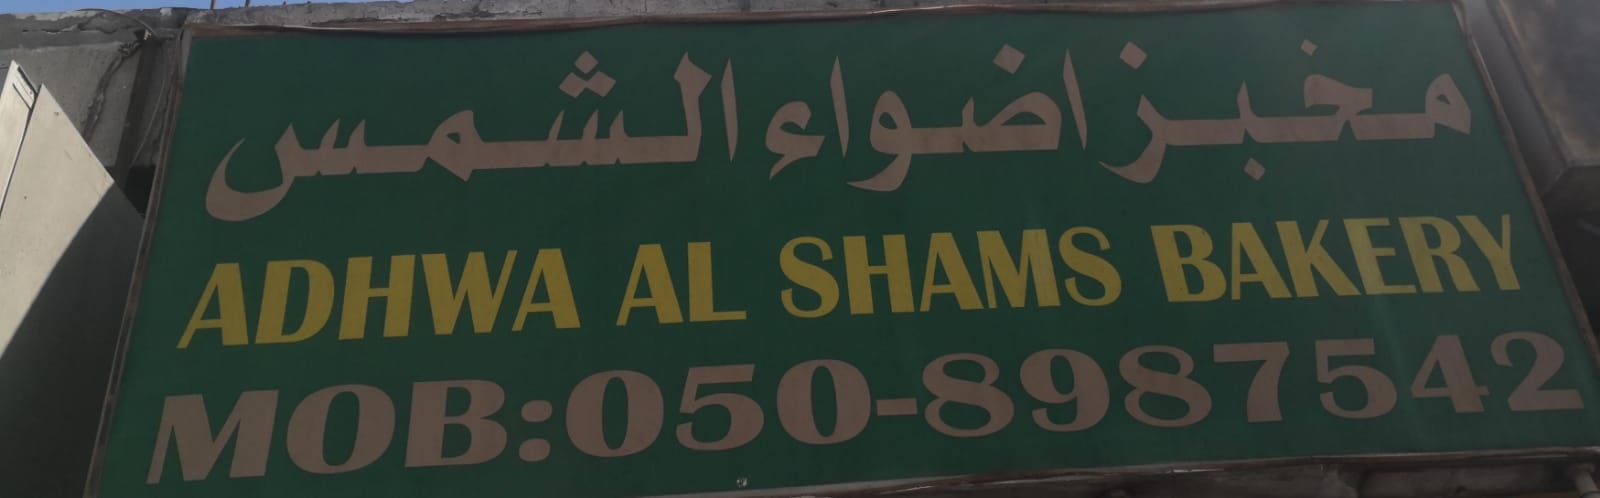 مخبز اضواء الشمس
ADHWA AL SHAMS BAKERY
MOB:050-8987542